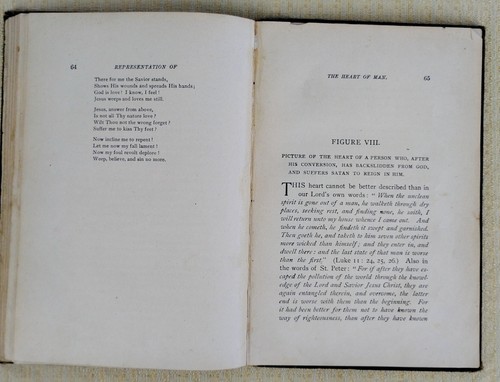 64
REPRESENTATION OF
There for me the Savior stands,
Shows His wounds and spreads His hands;
God is love! I know, I feel!
Jesus weeps and loves me still.
Jesus, answer from above,
Is not all Thy nature love?
Wilt Thou not the wrong forget?
Suffer me to kiss Thy feet?
Now incline me to repent!
Let me now my fall lament!
Now my foul revolt deplore!
Weep, believe, and sin no more.
THE HEART OF MAN.
65
FIGURE VIII.
PICTURE OF THE HEART OF A PERSON WHO, AFTER
HIS CONVERSION, HAS BACKSLIDDEN FROM GOD,
AND SUFFERS SATAN TO REIGN IN HIM.
THIS heart cannot be better described than in
our Lord's own words: "When the unclean
spirit is gone out of a man, he walketh through dry
places, seeking rest, and finding none, he saith, I
will return unto my house whence I came out. And
when he cometh, he findeth it swept and garnished.
Then goeth he, and taketh to him seven other spirits
more wicked than himself; and they enter in, and
dwell there: and the last state of that man is worse
than the first." (Luke 11: 24, 25, 26.) Also in
the words of St. Peter: "For if after they have es-
caped the pollution of the world through the knowl-
edge of the Lord and Savior Jesus Christ, they are
again entangled therein, and overcome, the latter
end is worse with them than the beginning. For
it had been better for them not to have known the
way of righteousness, than after they have known